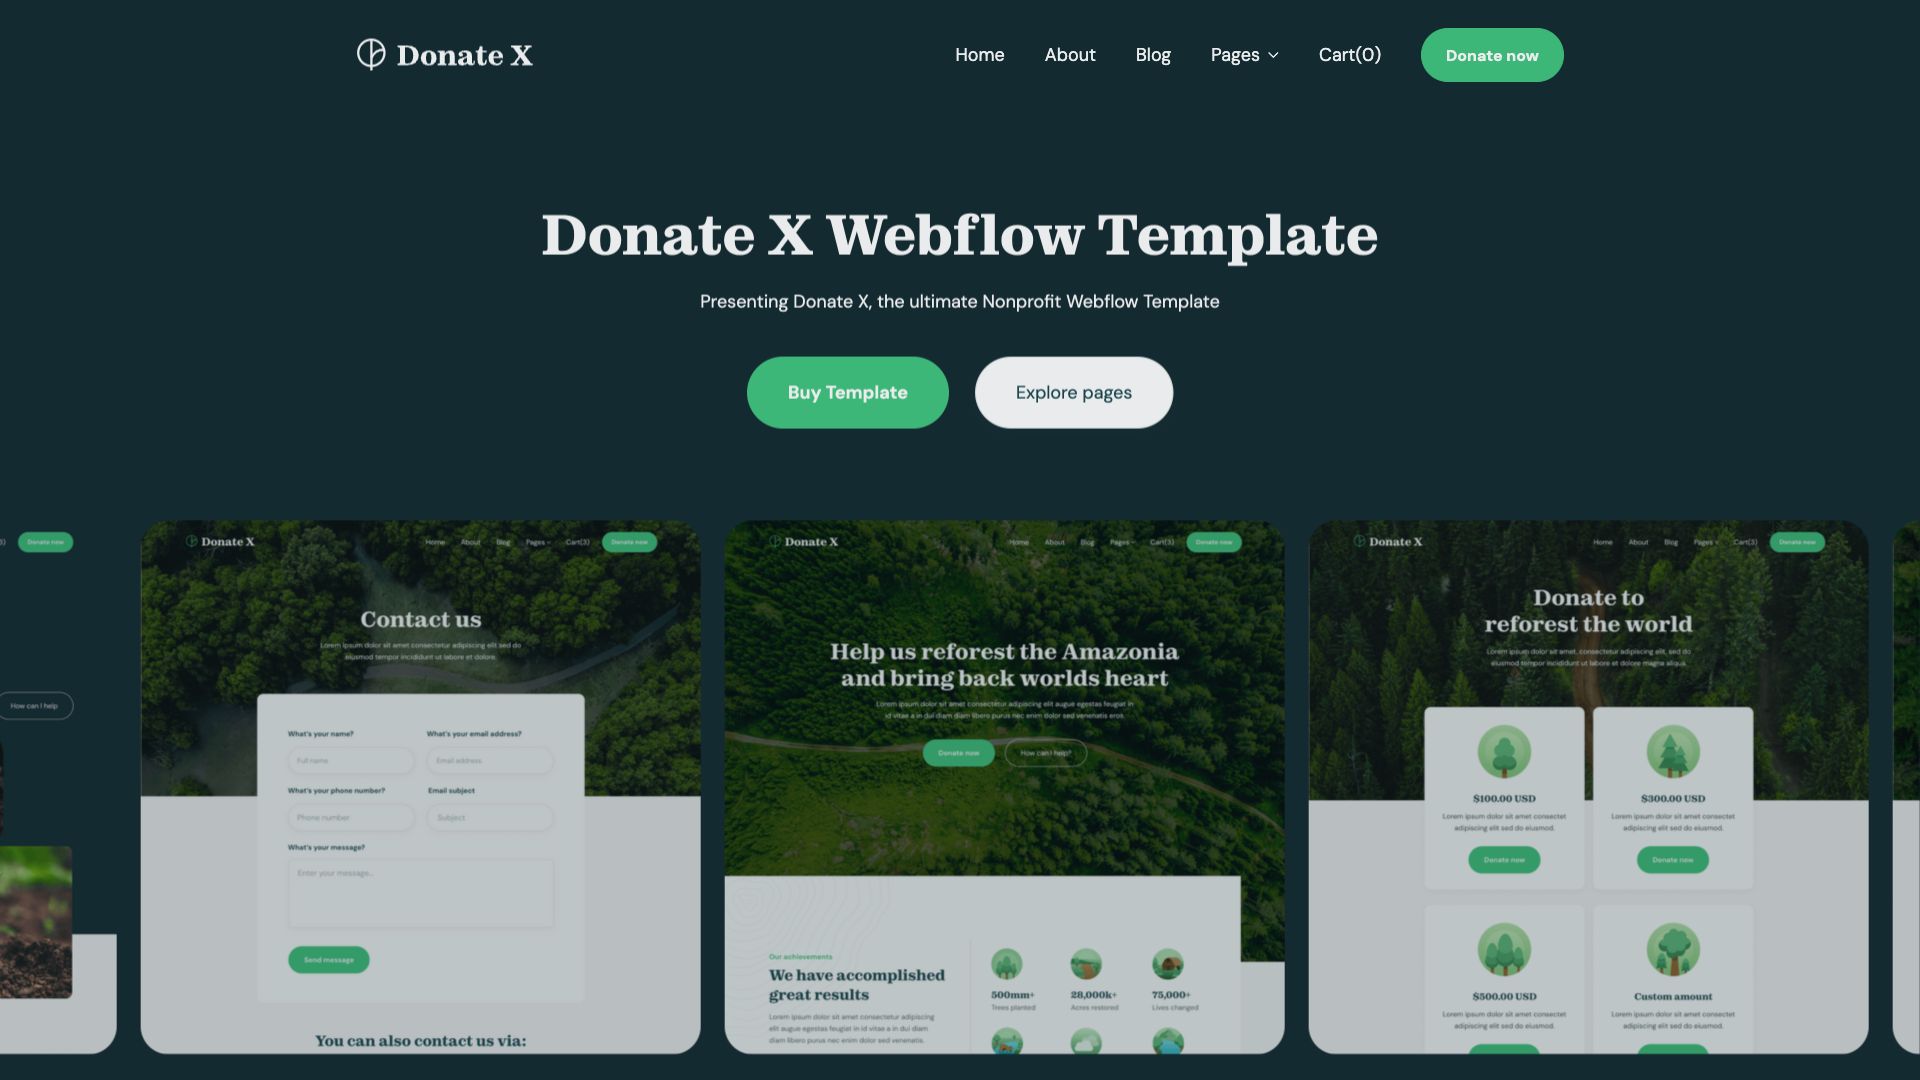 Donate X
Home
About
Blog
Pages
Cart(0)
Donate now
Donate X Webflow Template
Presenting Donate X, the ultimate Nonprofit Webflow Template
Buy Template
Explore pages
Donate now
How can I help
Donate X
Home
About
Blog
Pages
Cart(3)
Donate now
Contact us
Lorem ipsum dolor sit amet consectetur adipiscing elit sed do
eiusmod tempor incididunt ut labore et dolore.
What's your name?
What's your email address?
Full name
Email address
What's your phone number?
Email subject
Phone number
Subject
What's your message?
Enter your message...
Send message
You can also contact us via:
Donate X
Home
About
Blog
Pages
Cart(3)
Donate now
Help us reforest the Amazonia
and bring back worlds heart
Lorem ipsum dolor sit amet consectetur adipiscing elit augue egestas feugiat in
id vitae a in dui diam diam libero purus nec enim dolor sed venenatis eros.
Donate now
How can I help?
Our achievements
We have accomplished
great results
Lorem ipsum dolor sit amet consectetur adipiscing
elit augue egestas feugiat in id vitae a in dui diam
diam libero purus nec enim dolor sed venenatis.
500mm+
Trees planted
28,000k+
Acres restored
75,000+
Lives changed
Donate X
Home
About
Blog
Pages
Cart(3)
Donate now
Donate to
reforest the world
Lorem ipsum dolor sit amet, consectetur adipiscing elit, sed do
eiusmod tempor incididunt ut labore et dolore magna aliqua.
$100.00 USD
Lorem ipsum dolor sit amet consectet
adipiscing elit sed do eiusmod.
Donate now
$300.00 USD
Lorem ipsum dolor sit amet consectet
adipiscing elit sed do eiusmod.
Donate now
$500.00 USD
Lorem ipsum dolor sit amet consectet
adipiscing elit sed do eiusmod.
Custom amount
Lorem ipsum dolor sit amet consectet
adipiscing elit sed do eiusmod.